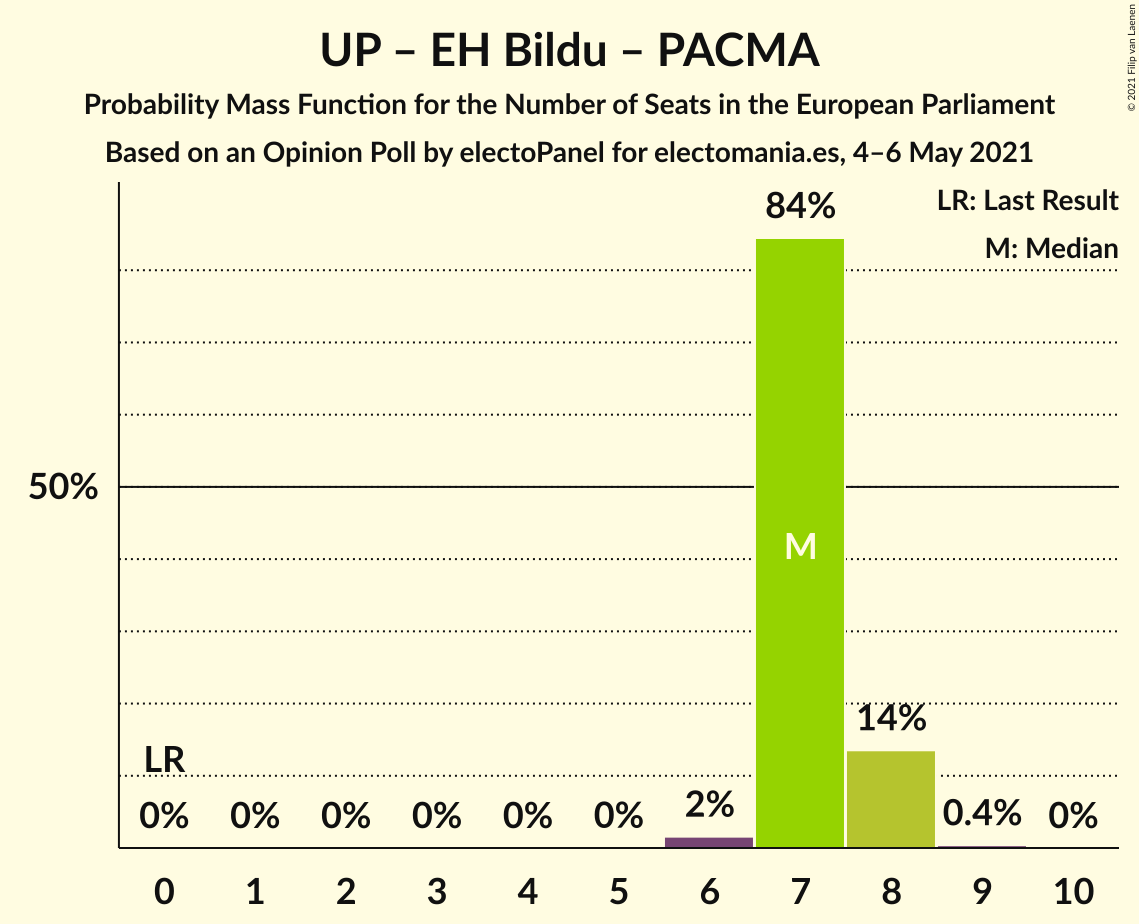 UP – EH Bildu – PACMA
Probability Mass Function for the Number of Seats in the European Parliament
Based on an Opinion Poll by electoPanel for electomania.es, 4–6 May 2021
© 2021 Filip van Laenen
LR: Last Result
M: Median
84%
50%
M
14%
LR
0% 0% 0% 0% 0% 0% 2% 0.4% 0%
0 1 2 3 4 5 6 7 8 9 10